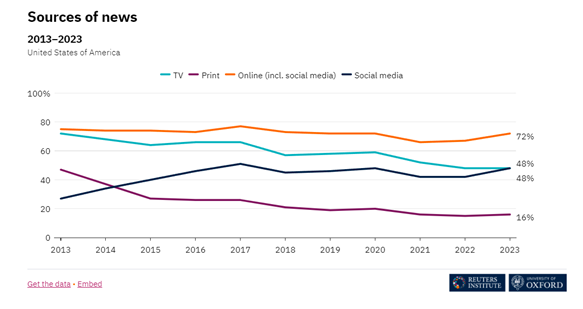 Sources of news
2013–2023
United States of America
TV Print Online (incl. social media) Social media
100%
80
60
40
20
0
72%
48%
48%
16%
2013 2014 2015 2016 2017 2018 2019 2020 2021 2022 2023
Get the data • Embed
REUTERS INSTITUTE
UNIVERSITY OF OXFORD